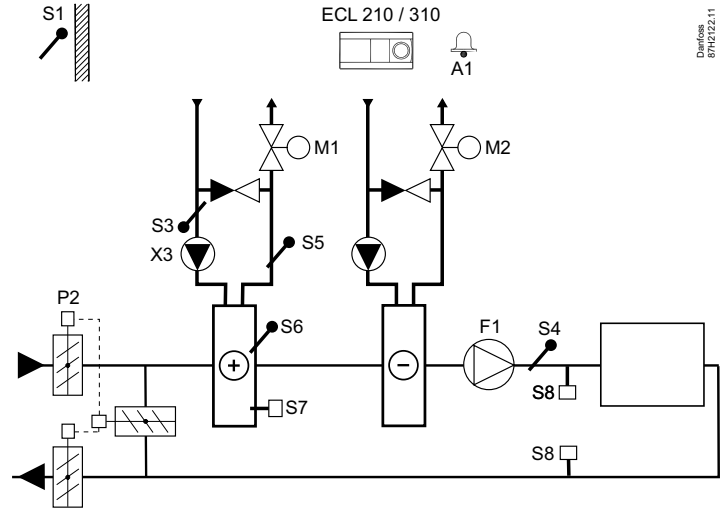 S1
ECL 210 / 310
A1
Danfoss
87H2122.11
M1
M2
S3
X3
S5
P2
S6
F1
S4
S7
S8
S8